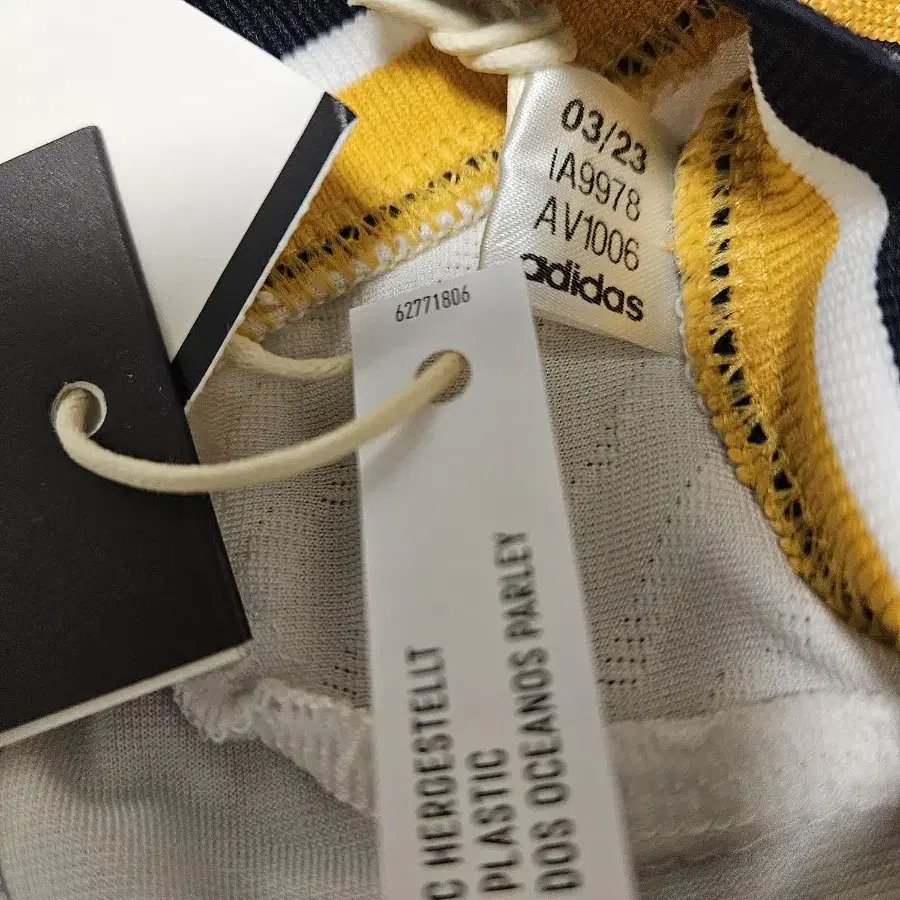 03/23
IA9978
AV1006
adidas
62771806
C HERGESTELLT
PLASTIC
DOS OCEANOS PARLEY